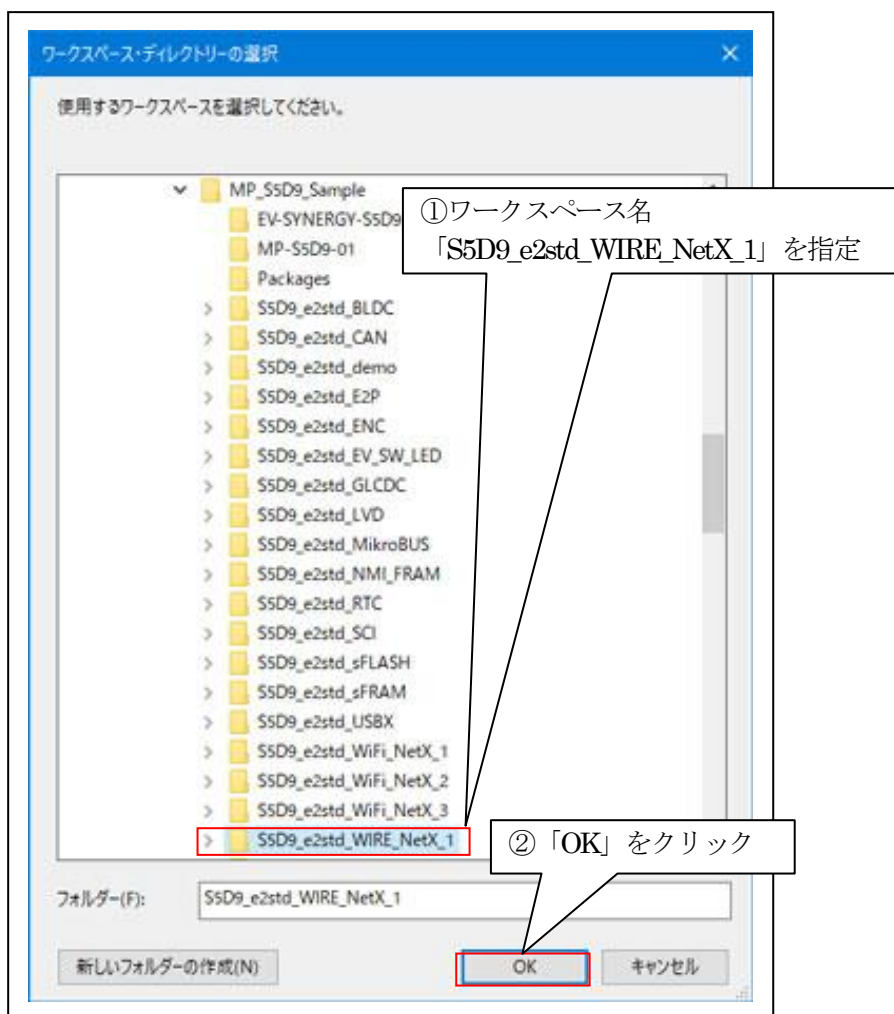 ワークスペース・ディレクトリーの選択
使用するワークスペースを選択してください。
MP_S5D9_Sample
EV-SYNERGY-S5D9
MP-S5D9-01
Packages
S5D9_e2std_BLDC
S5D9_e2std_CAN
S5D9_e2std_demo
S5D9_e2std_E2P
S5D9_e2std_ENC
S5D9_e2std_EV_SW_LED
S5D9_e2std_GLCDC
S5D9_e2std_LVD
S5D9_e2std_MikroBUS
S5D9_e2std_NMI_FRAM
S5D9_e2std_RTC
S5D9_e2std_SCI
S5D9_e2std_sFLASH
S5D9_e2std_sFRAM
S5D9_e2std_USBX
S5D9_e2std_WiFi_NetX_1
S5D9_e2std_WiFi_NetX_2
S5D9_e2std_WiFi_NetX_3
S5D9_e2std_WIRE_NetX_1
①ワークスペース名
「S5D9_e2std_WIRE_NetX_1」を指定
②「OK」をクリック
フォルダー(F):
S5D9_e2std_WIRE_NetX_1
新しいフォルダーの作成(N)
OK
キャンセル